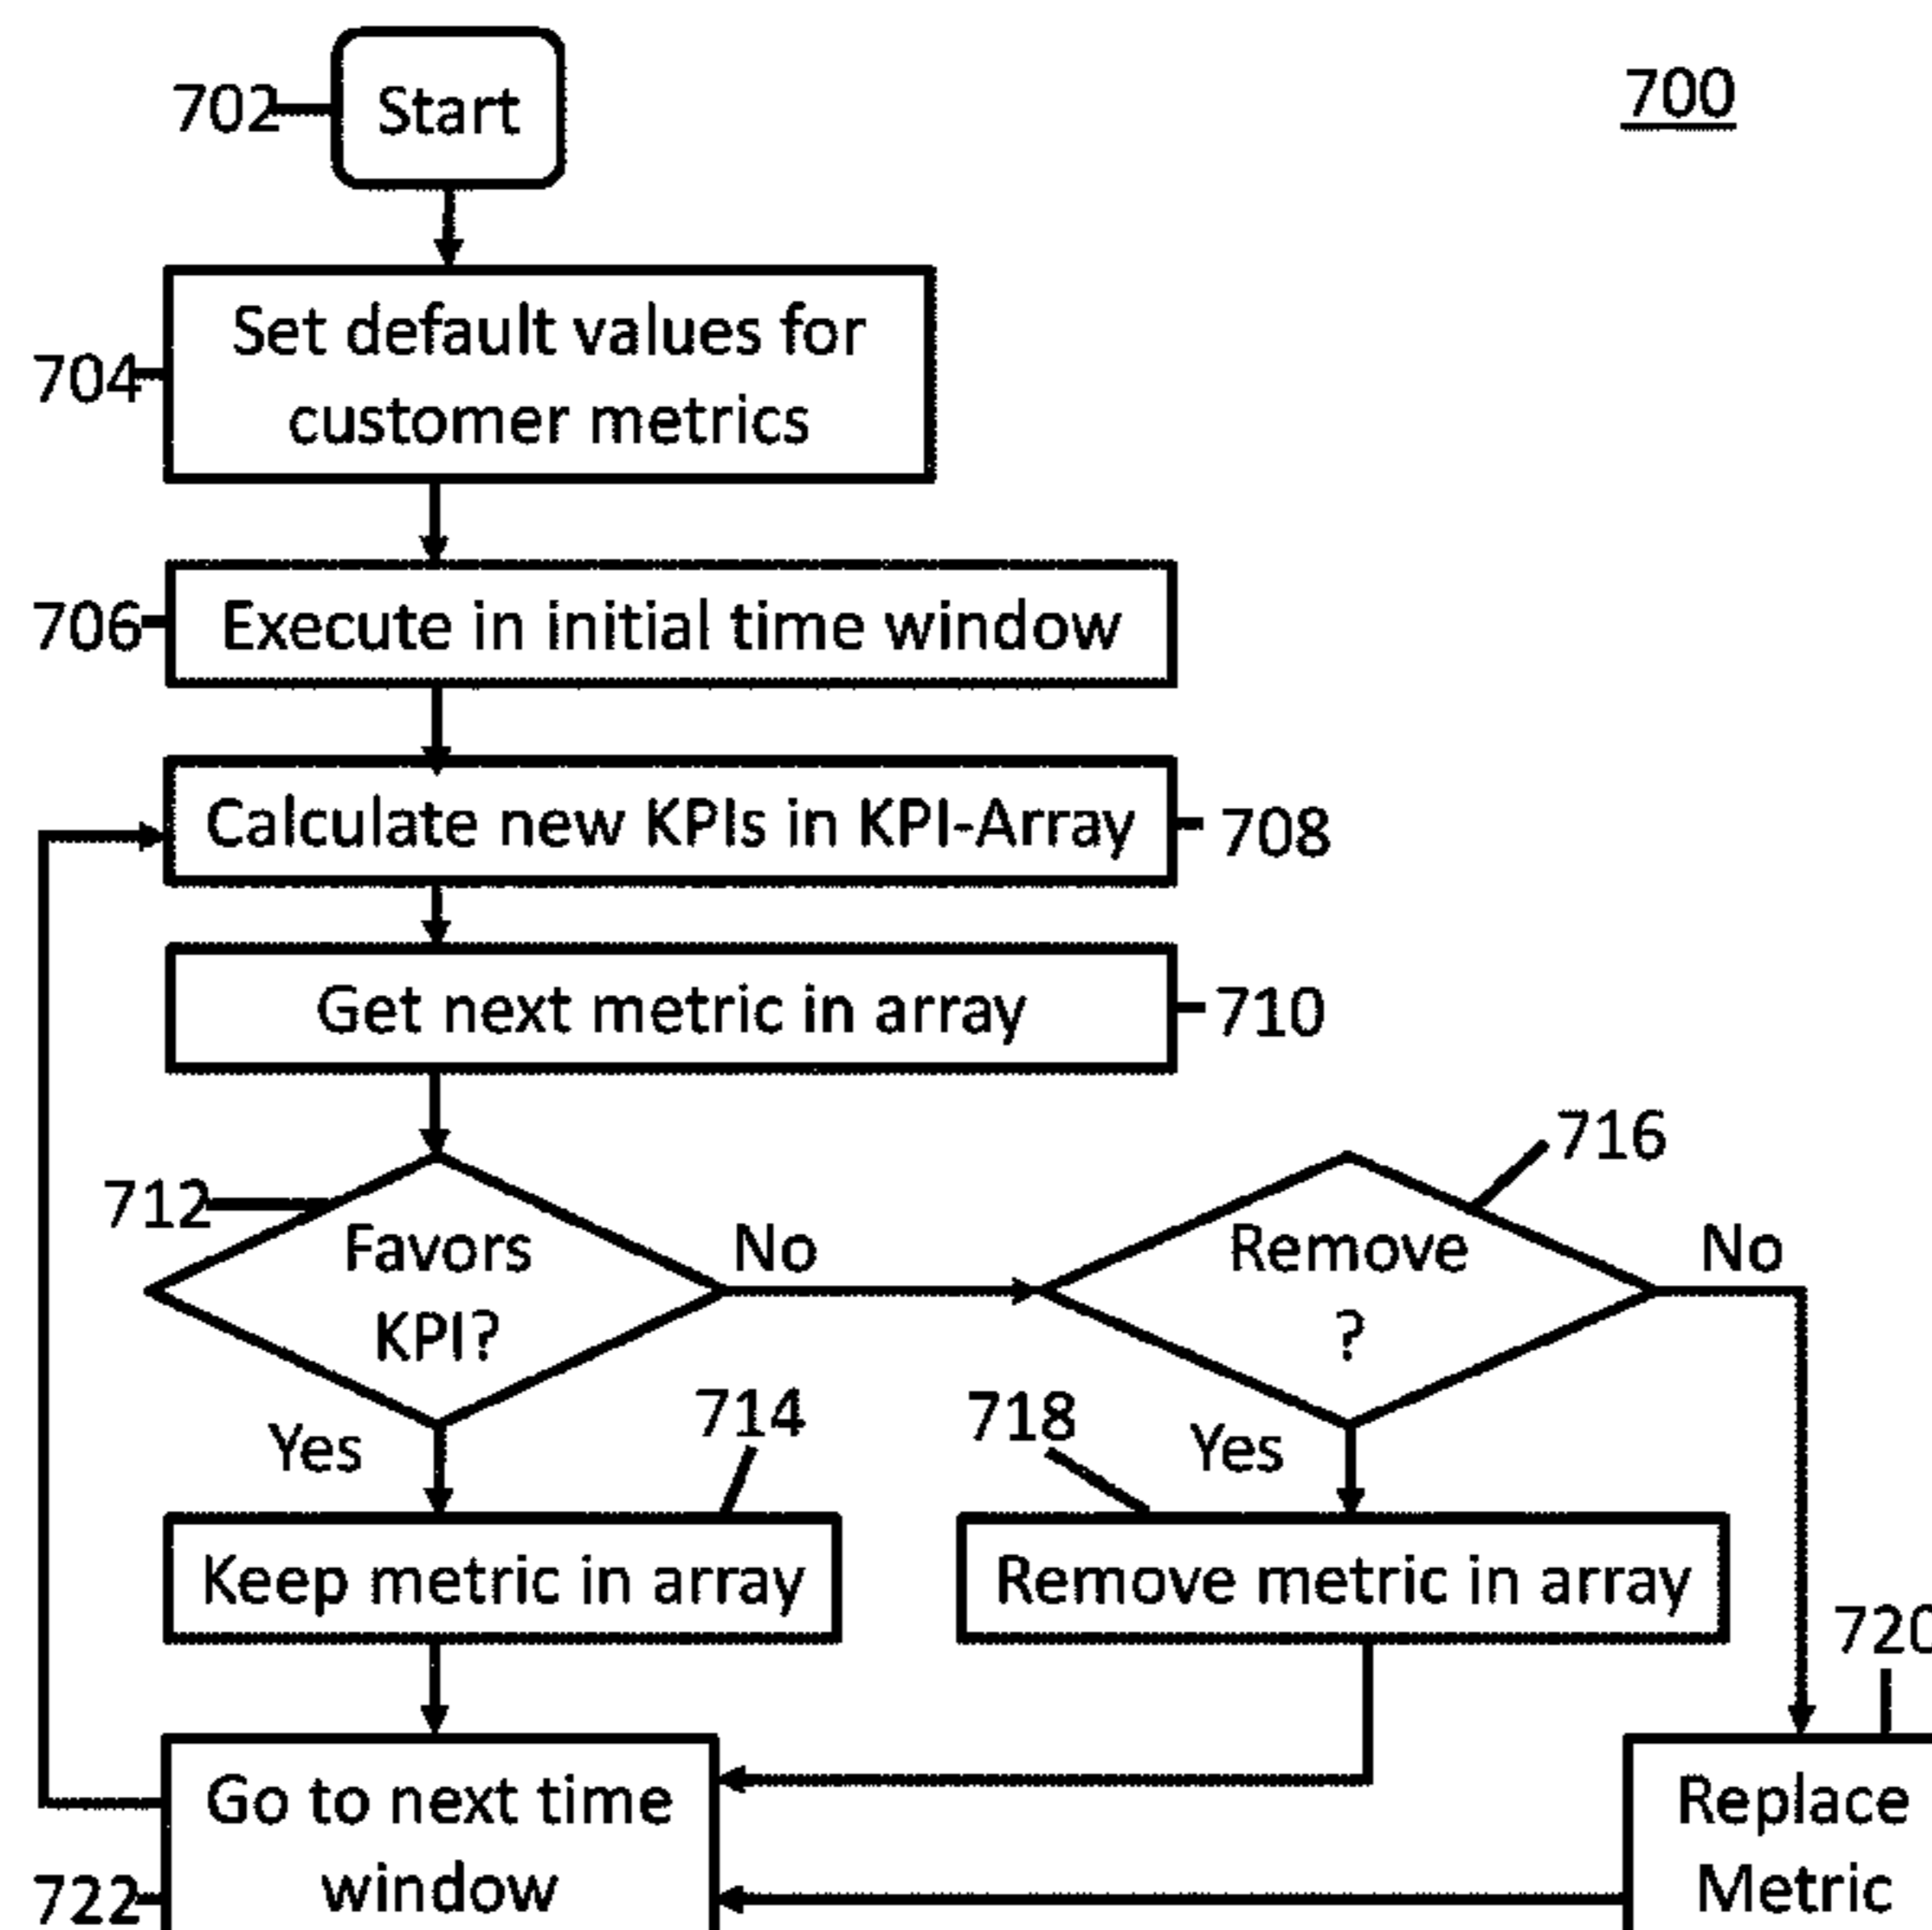 702
Start
700
704
Set default values for
customer metrics
706
Execute in initial time window
Calculate new KPIs in KPI-Array
708
Get next metric in array
710
712
Favors
KPI?
No
716
Remove
?
No
Yes
714
718
Yes
Keep metric in array
Remove metric in array
720
Go to next time
window
722
Replace
Metric